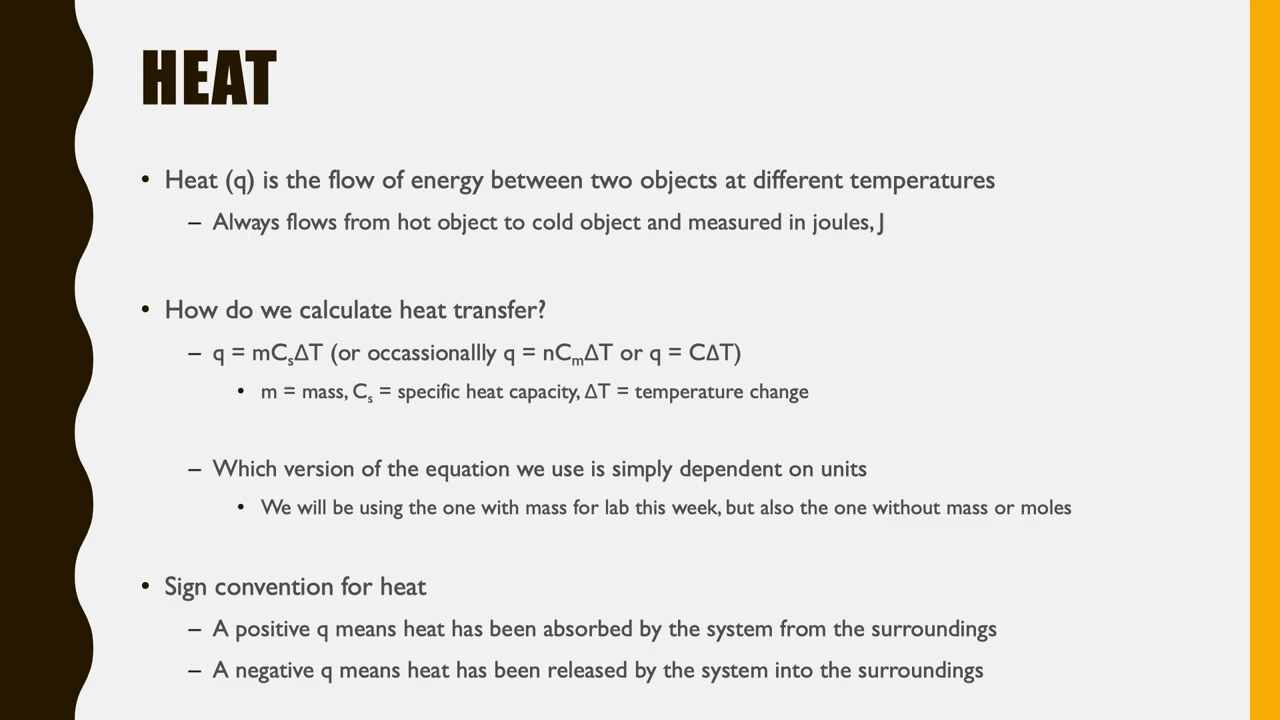 HEAT
• Heat (q) is the flow of energy between two objects at different temperatures
– Always flows from hot object to cold object and measured in joules, J
• How do we calculate heat transfer?
– q = mCₛΔT (or occassionallly q = nCₘΔT or q = CΔT)
• m = mass, Cₛ = specific heat capacity, ΔT = temperature change
– Which version of the equation we use is simply dependent on units
• We will be using the one with mass for lab this week, but also the one without mass or moles
• Sign convention for heat
– A positive q means heat has been absorbed by the system from the surroundings
– A negative q means heat has been released by the system into the surroundings